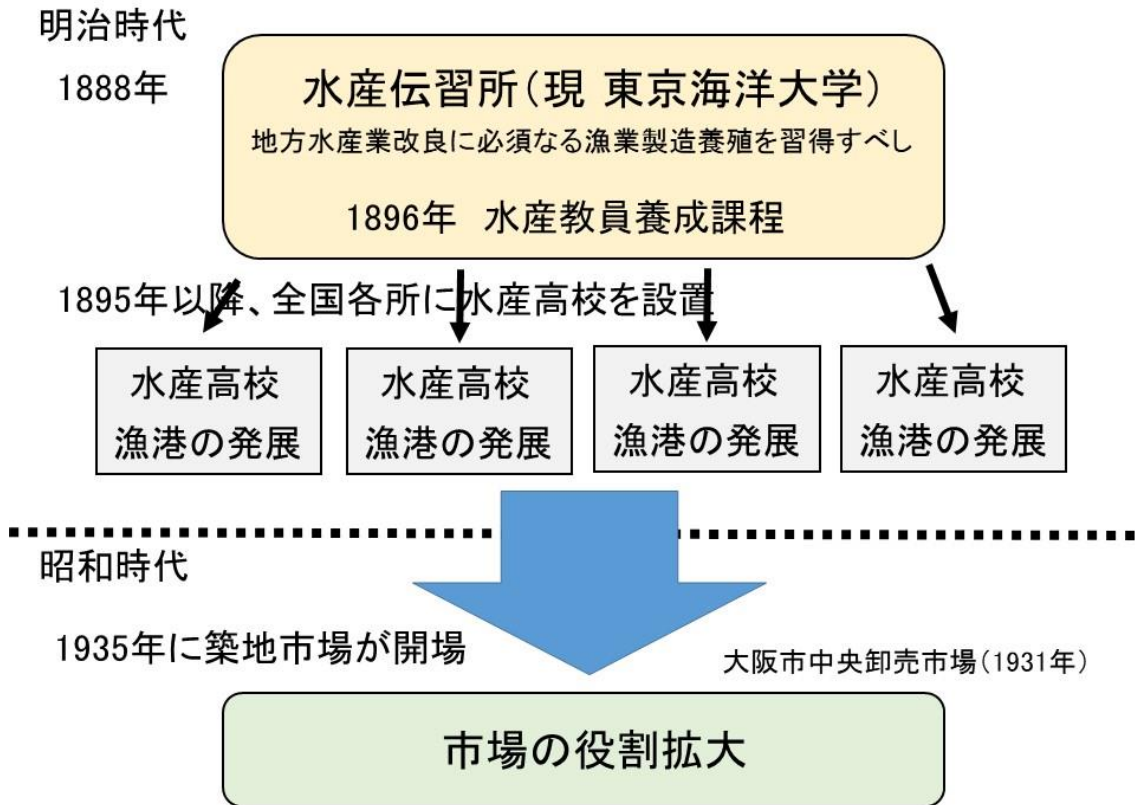 明治時代
1888年
水産伝習所(現 東京海洋大学)
地方水産業改良に必須なる漁業製造養殖を習得すべし
1896年 水産教員養成課程
1895年以降、全国各所に水産高校を設置
水産高校
漁港の発展
水産高校
漁港の発展
水産高校
漁港の発展
水産高校
漁港の発展
昭和時代
1935年に築地市場が開場
大阪市中央卸売市場(1931年)
市場の役割拡大